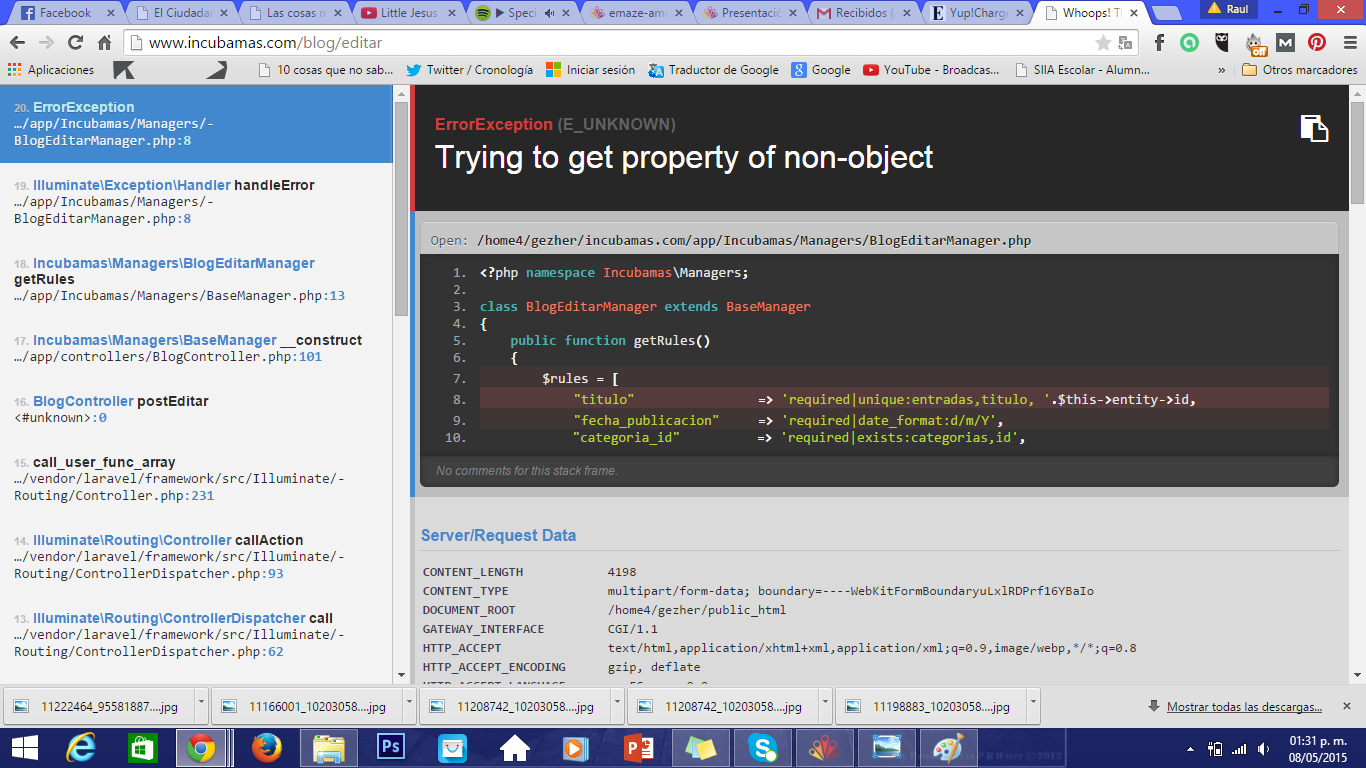 Facebook
El Ciudadan
Las cosas n
Little Jesus
▶ Speci
emaze-ama
Presentació
Recibidos (
Yup!Charge
Whoops! Th
Raul
www.incubamas.com/blog/editar
Aplicaciones
10 cosas que no sab...
Twitter / Cronología
Iniciar sesión
Traductor de Google
Google
YouTube - Broadcas...
SIIA Escolar - Alumn...
»
Otros marcadores
20. ErrorException
…/app/Incubamas/Managers/-
BlogEditarManager.php:8
19. Illuminate\Exception\Handler handleError
…/app/Incubamas/Managers/-
BlogEditarManager.php:8
18. Incubamas\Managers\BlogEditarManager
getRules
…/app/Incubamas/Managers/BaseManager.php:13
17. Incubamas\Managers\BaseManager __construct
…/app/controllers/BlogController.php:101
16. BlogController postEditar
<#unknown>:0
15. call_user_func_array
…/vendor/laravel/framework/src/Illuminate/-
Routing/Controller.php:231
14. Illuminate\Routing\Controller callAction
…/vendor/laravel/framework/src/Illuminate/-
Routing/ControllerDispatcher.php:93
13. Illuminate\Routing\ControllerDispatcher call
…/vendor/laravel/framework/src/Illuminate/-
Routing/ControllerDispatcher.php:62
ErrorException (E_UNKNOWN)
Trying to get property of non-object
Open: /home4/gezher/incubamas.com/app/Incubamas/Managers/BlogEditarManager.php
1. <?php namespace Incubamas\Managers;
2.
3. class BlogEditarManager extends BaseManager
4. {
5. public function getRules()
6. {
7. $rules = [
8. "titulo" => 'required|unique:entradas,titulo, '.$this->entity->id,
9. "fecha_publicacion" => 'required|date_format:d/m/Y',
10. "categoria_id" => 'required|exists:categorias,id',
No comments for this stack frame.
Server/Request Data
CONTENT_LENGTH 4198
CONTENT_TYPE multipart/form-data; boundary=----WebKitFormBoundaryuLxlRDPrf16YBaIo
DOCUMENT_ROOT /home4/gezher/public_html
GATEWAY_INTERFACE CGI/1.1
HTTP_ACCEPT text/html,application/xhtml+xml,application/xml;q=0.9,image/webp,*/*;q=0.8
HTTP_ACCEPT_ENCODING gzip, deflate
11222464_95581887....jpg
11166001_10203058....jpg
11208742_10203058....jpg
11208742_10203058....jpg
11198883_10203058....jpg
Mostrar todas las descargas...
Ps
01:31 p. m.
08/05/2015